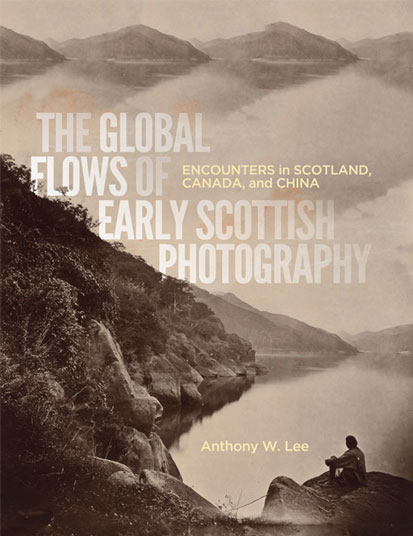 THE GLOBAL
FLOWS OF
ENCOUNTERS in SCOTLAND,
CANADA, and CHINA
EARLY SCOTTISH
PHOTOGRAPHY
Anthony W. Lee